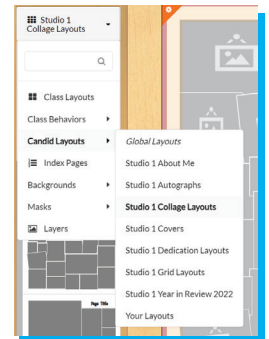 Studio 1
Collage Layouts
Class Layouts
Class Behaviors
Candid Layouts
Index Pages
Backgrounds
Masks
Layers
Global Layouts
Studio 1 About Me
Studio 1 Autographs
Studio 1 Collage Layouts
Studio 1 Covers
Studio 1 Dedication Layouts
Studio 1 Grid Layouts
Studio 1 Year in Review 2022
Your Layouts
Page Title